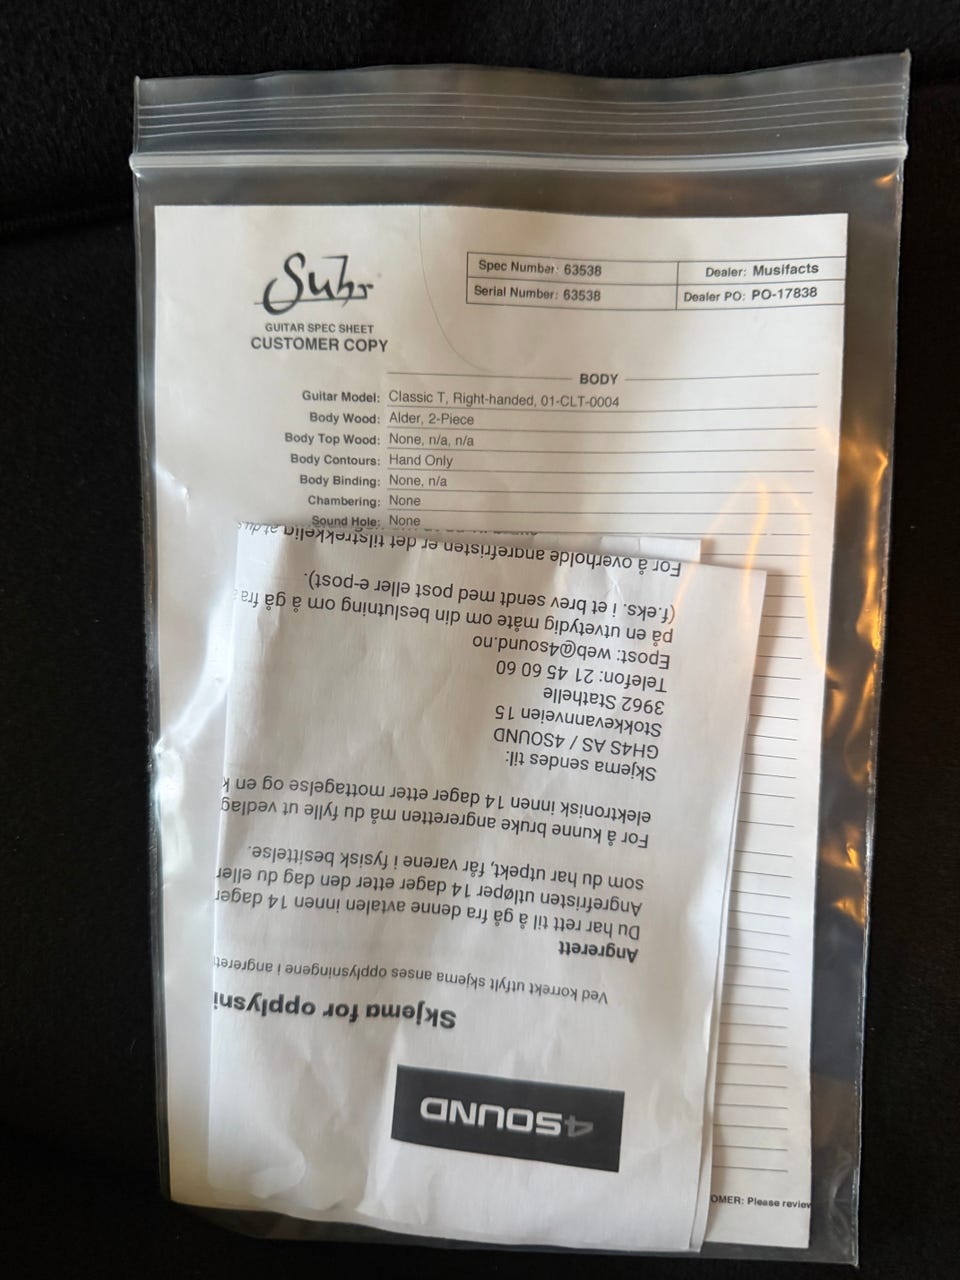 Suhr
GUITAR SPEC SHEET
CUSTOMER COPY
Spec Number: 63538
Dealer: Musifacts
Serial Number: 63538
Dealer PO: PO-17838
BODY
Guitar Model: Classic T, Right-handed, 01-CLT-0004
Body Wood: Alder, 2-Piece
Body Top Wood: None, n/a, n/a
Body Contours: Hand Only
Body Binding: None, n/a
Chambering: None
Sound Hole: None
OMER: Please review
4SOUND
Skjema for opplysni
Ved korrekt utfylt skjema anses opplysningene i angrerett
Angrerett
Du har rett til å gå fra denne avtalen innen 14 dager
Angrefristen utløper 14 dager etter den dag du eller
som du har utpekt, får varene i fysisk besittelse.
For å kunne bruke angreretten må du fylle ut vedlag
elektronisk innen 14 dager etter mottagelse og en k
Skjema sendes til:
GH4S AS / 4SOUND
Stokkevannveien 15
3962 Stathelle
Telefon: 21 45 60 60
Epost: web@4sound.no
på en utvetydig måte om din beslutning om å gå fra
(f.eks. i et brev sendt med post eller e-post).
For å overholde angrefristen er det tilstrekkelig at du